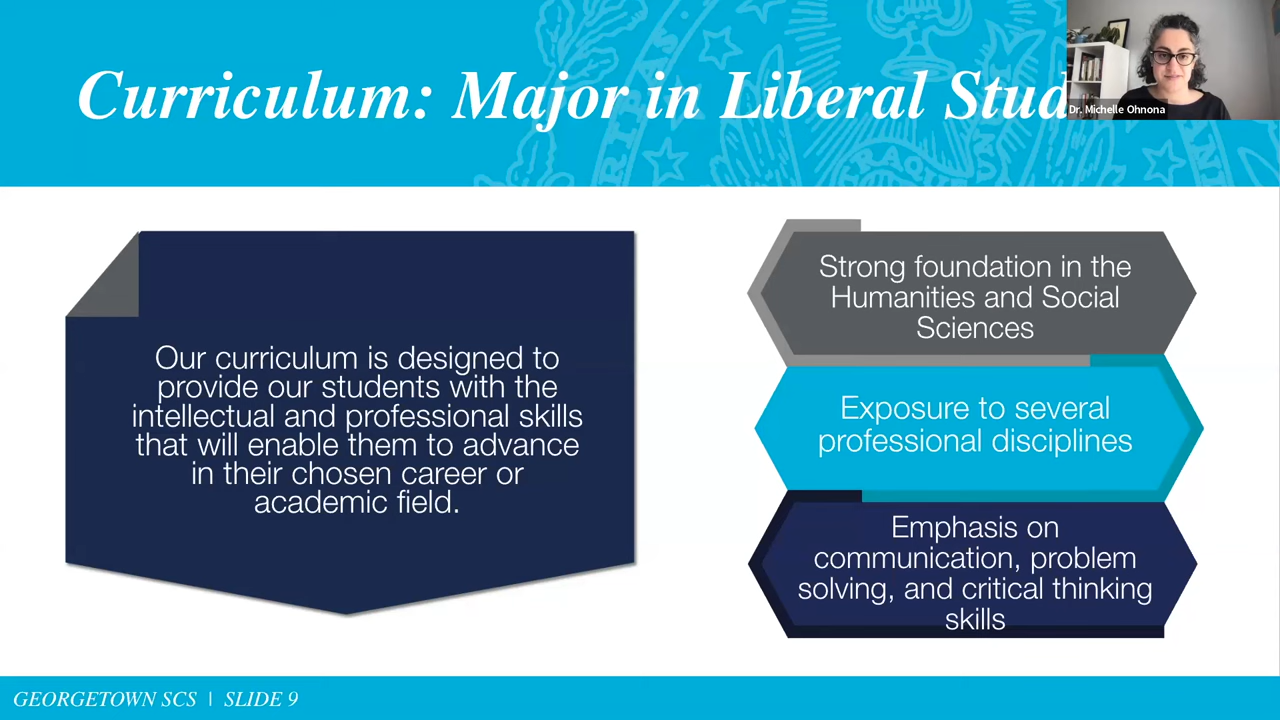 Curriculum: Major in Liberal Stud
Dr. Michelle Ohnona
Our curriculum is designed to
provide our students with the
intellectual and professional skills
that will enable them to advance
in their chosen career or
academic field.
Strong foundation in the
Humanities and Social
Sciences
Exposure to several
professional disciplines
Emphasis on
communication, problem
solving, and critical thinking
skills
GEORGETOWN SCS | SLIDE 9